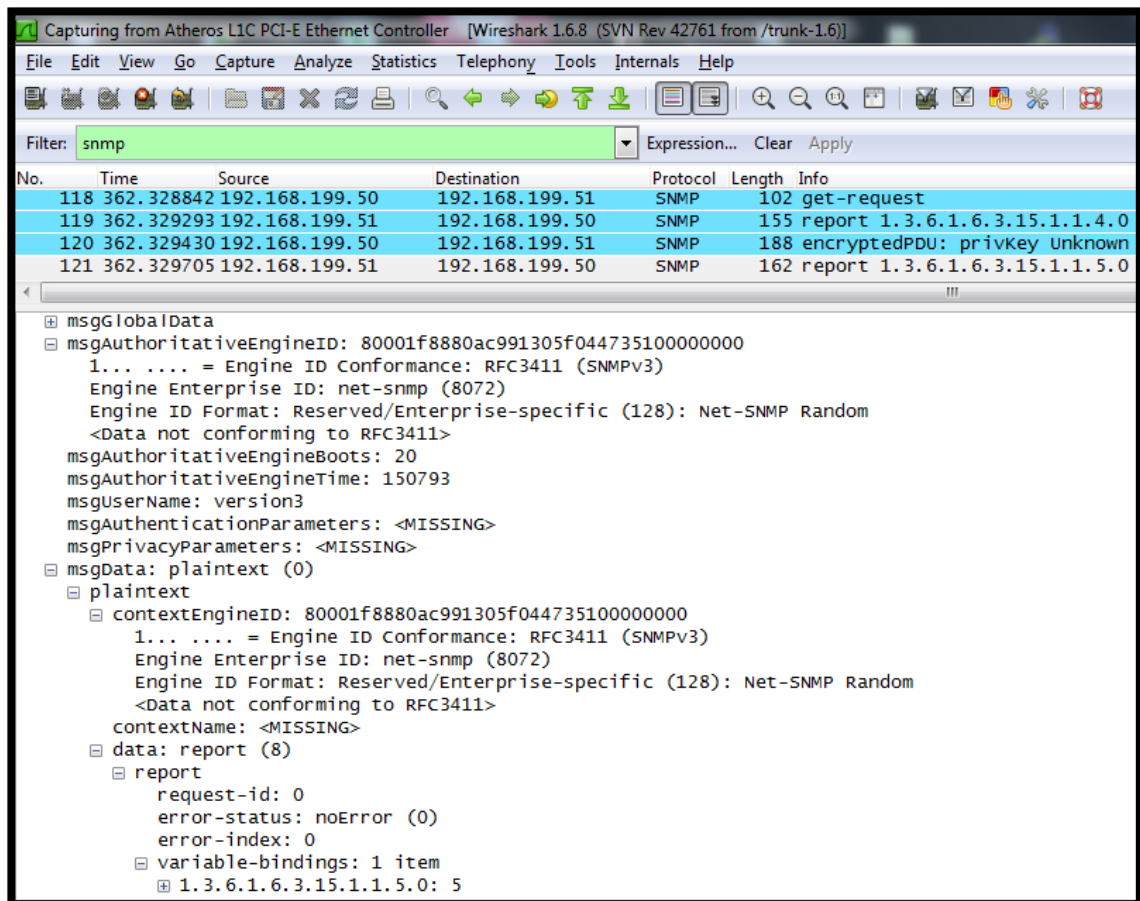 Capturing from Atheros L1C PCI-E Ethernet Controller [Wireshark 1.6.8 (SVN Rev 42761 from /trunk-1.6)]
File Edit View Go Capture Analyze Statistics Telephony Tools Internals Help
Filter: snmp Expression... Clear Apply
No. Time Source Destination Protocol Length Info
118 362.328842 192.168.199.50 192.168.199.51 SNMP 102 get-request
119 362.329293 192.168.199.51 192.168.199.50 SNMP 155 report 1.3.6.1.6.3.15.1.1.4.0
120 362.329430 192.168.199.50 192.168.199.51 SNMP 188 encryptedPDU: privKey Unknown
121 362.329705 192.168.199.51 192.168.199.50 SNMP 162 report 1.3.6.1.6.3.15.1.1.5.0
msgGlobalData
msgAuthoritativeEngineID: 80001f8880ac991305f044735100000000
1... .... = Engine ID Conformance: RFC3411 (SNMPv3)
Engine Enterprise ID: net-snmp (8072)
Engine ID Format: Reserved/Enterprise-specific (128): Net-SNMP Random
<Data not conforming to RFC3411>
msgAuthoritativeEngineBoots: 20
msgAuthoritativeEngineTime: 150793
msgUserName: version3
msgAuthenticationParameters: <MISSING>
msgPrivacyParameters: <MISSING>
msgData: plaintext (0)
plaintext
contextEngineID: 80001f8880ac991305f044735100000000
1... .... = Engine ID Conformance: RFC3411 (SNMPv3)
Engine Enterprise ID: net-snmp (8072)
Engine ID Format: Reserved/Enterprise-specific (128): Net-SNMP Random
<Data not conforming to RFC3411>
contextName: <MISSING>
data: report (8)
report
request-id: 0
error-status: noError (0)
error-index: 0
variable-bindings: 1 item
1.3.6.1.6.3.15.1.1.5.0: 5